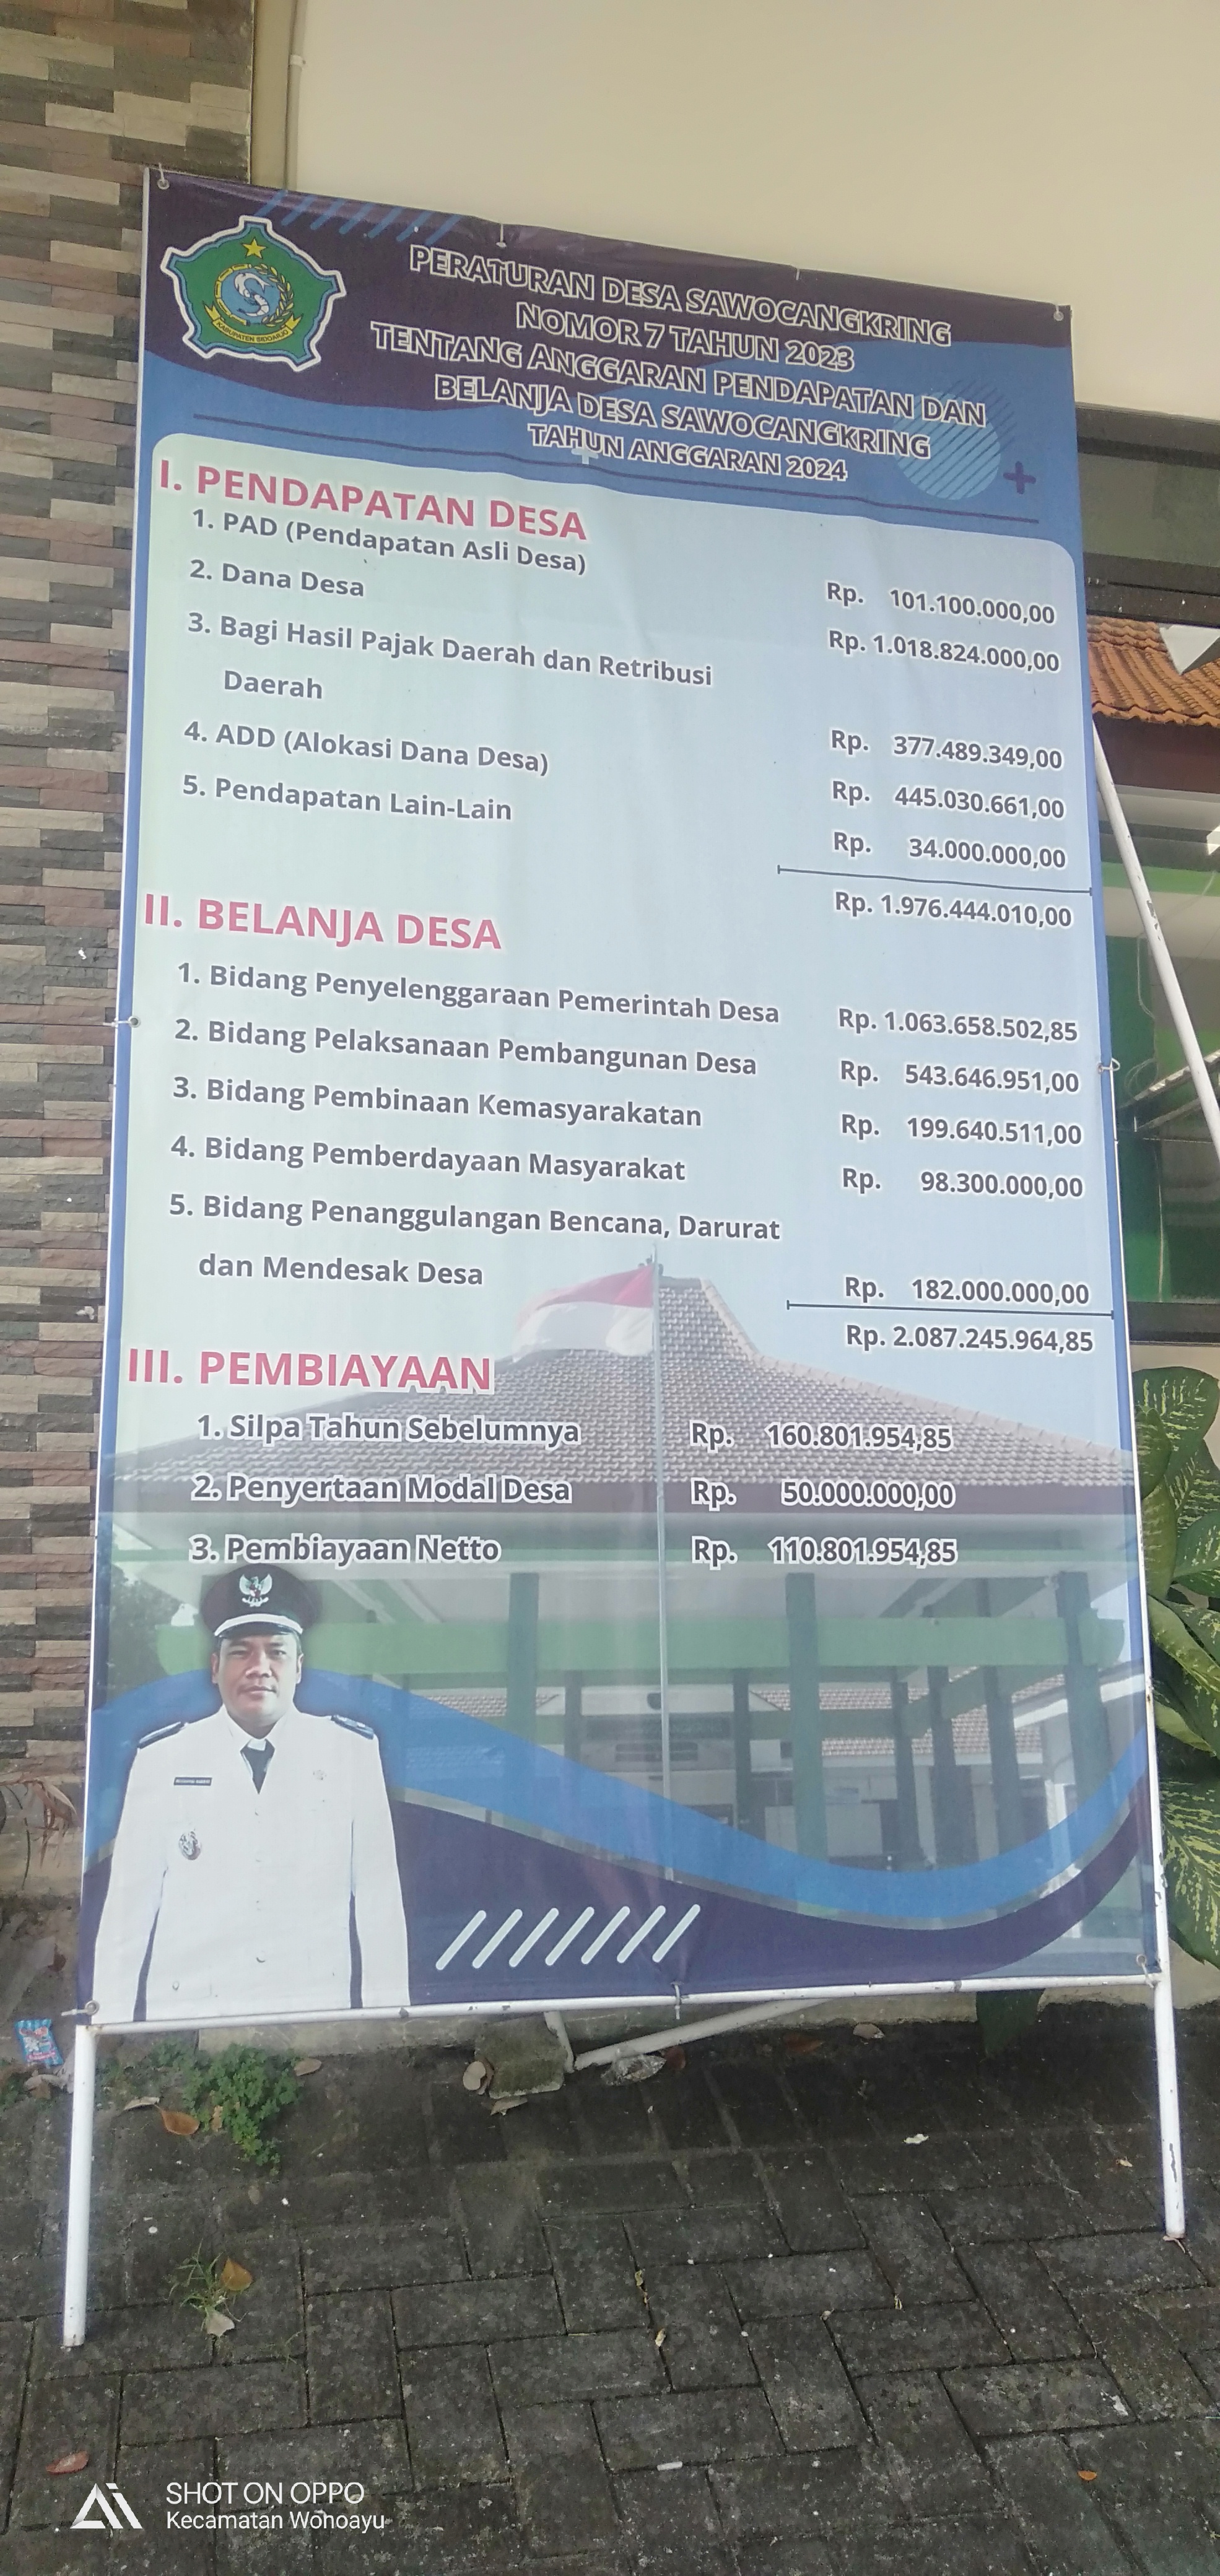 KABUPATEN SIDOARJO
PERATURAN DESA SAWOCANGKRING
NOMOR 7 TAHUN 2023
TENTANG ANGGARAN PENDAPATAN DAN
BELANJA DESA SAWOCANGKRING
TAHUN ANGGARAN 2024
I. PENDAPATAN DESA
1. PAD (Pendapatan Asli Desa) Rp. 101.100.000,00
2. Dana Desa Rp. 1.018.824.000,00
3. Bagi Hasil Pajak Daerah dan Retribusi
Daerah Rp. 377.489.349,00
4. ADD (Alokasi Dana Desa) Rp. 445.030.661,00
5. Pendapatan Lain-Lain Rp. 34.000.000,00
Rp. 1.976.444.010,00
II. BELANJA DESA
1. Bidang Penyelenggaraan Pemerintah Desa Rp. 1.063.658.502,85
2. Bidang Pelaksanaan Pembangunan Desa Rp. 543.646.951,00
3. Bidang Pembinaan Kemasyarakatan Rp. 199.640.511,00
4. Bidang Pemberdayaan Masyarakat Rp. 98.300.000,00
5. Bidang Penanggulangan Bencana, Darurat
dan Mendesak Desa Rp. 182.000.000,00
Rp. 2.087.245.964,85
III. PEMBIAYAAN
1. Silpa Tahun Sebelumnya Rp. 160.801.954,85
2. Penyertaan Modal Desa Rp. 50.000.000,00
3. Pembiayaan Netto Rp. 110.801.954,85
SHOT ON OPPO
Kecamatan Wonoayu